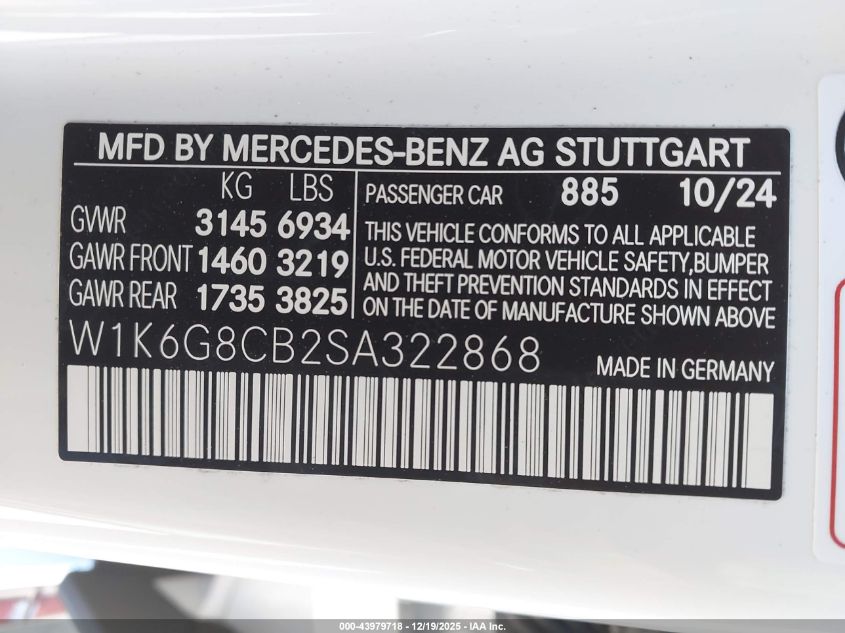 MFD BY MERCEDES-BENZ AG STUTTGART
KG LBS
GVWR 3145 6934
GAWR FRONT 1460 3219
GAWR REAR 1735 3825
PASSENGER CAR 885 10/24
THIS VEHICLE CONFORMS TO ALL APPLICABLE
U.S. FEDERAL MOTOR VEHICLE SAFETY,BUMPER
AND THEFT PREVENTION STANDARDS IN EFFECT
ON THE DATE OF MANUFACTURE SHOWN ABOVE
W1K6G8CB2SA322868
MADE IN GERMANY
000-43979718 - 12/19/2025 - IAA Inc.